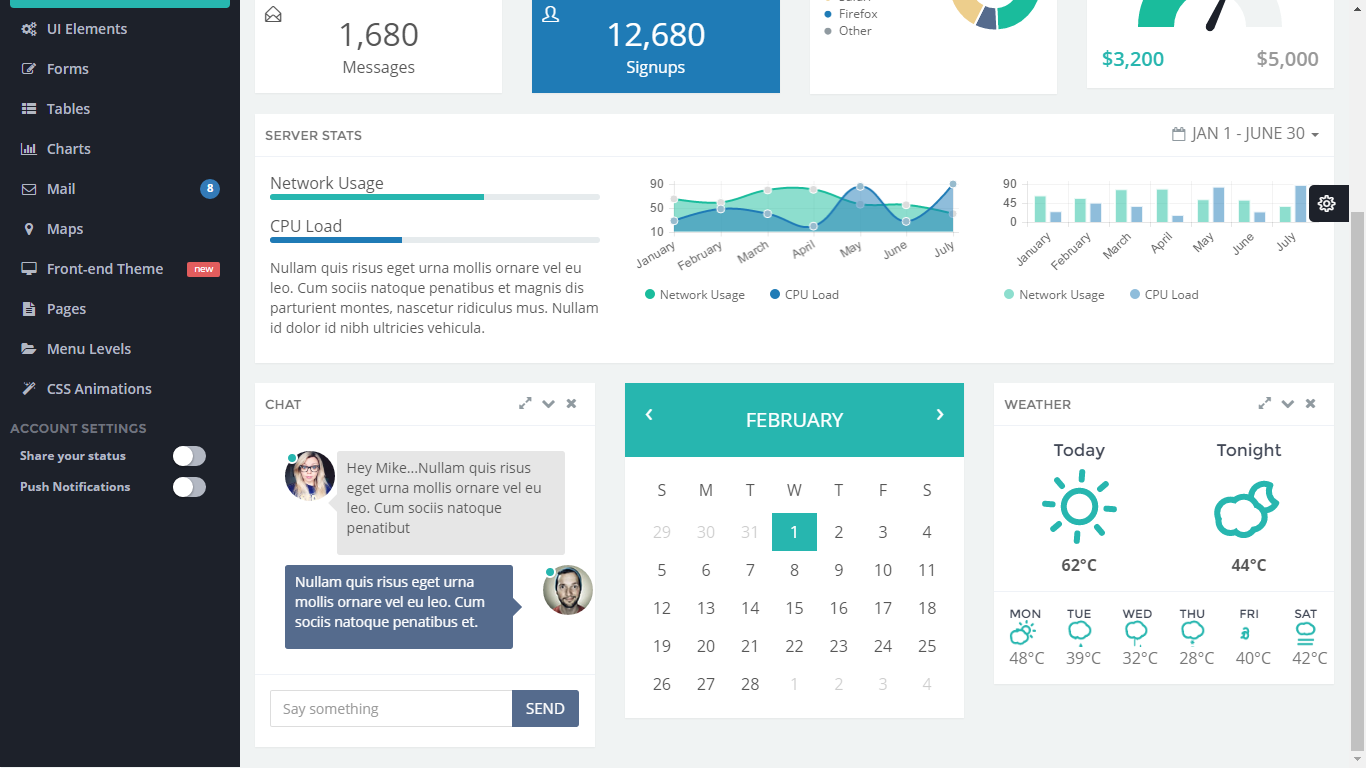 UI Elements
Forms
Tables
Charts
Mail 8
Maps
Front-end Theme new
Pages
Menu Levels
CSS Animations
ACCOUNT SETTINGS
Share your status
Push Notifications
1,680
Messages
12,680
Signups
Firefox
Other
$3,200 $5,000
SERVER STATS
JAN 1 - JUNE 30
Network Usage
CPU Load
Nullam quis risus eget urna mollis ornare vel eu
leo. Cum sociis natoque penatibus et magnis dis
parturient montes, nascetur ridiculus mus. Nullam
id dolor id nibh ultricies vehicula.
90
50
10
January February March April May June July
Network Usage CPU Load
90
45
0
January February March April May June July
Network Usage CPU Load
CHAT
Hey Mike...Nullam quis risus
eget urna mollis ornare vel eu
leo. Cum sociis natoque
penatibut
Nullam quis risus eget urna
mollis ornare vel eu leo. Cum
sociis natoque penatibus et.
Say something SEND
FEBRUARY
S M T W T F S
29 30 31 1 2 3 4
5 6 7 8 9 10 11
12 13 14 15 16 17 18
19 20 21 22 23 24 25
26 27 28 1 2 3 4
WEATHER
Today Tonight
62°C 44°C
MON TUE WED THU FRI SAT
48°C 39°C 32°C 28°C 40°C 42°C